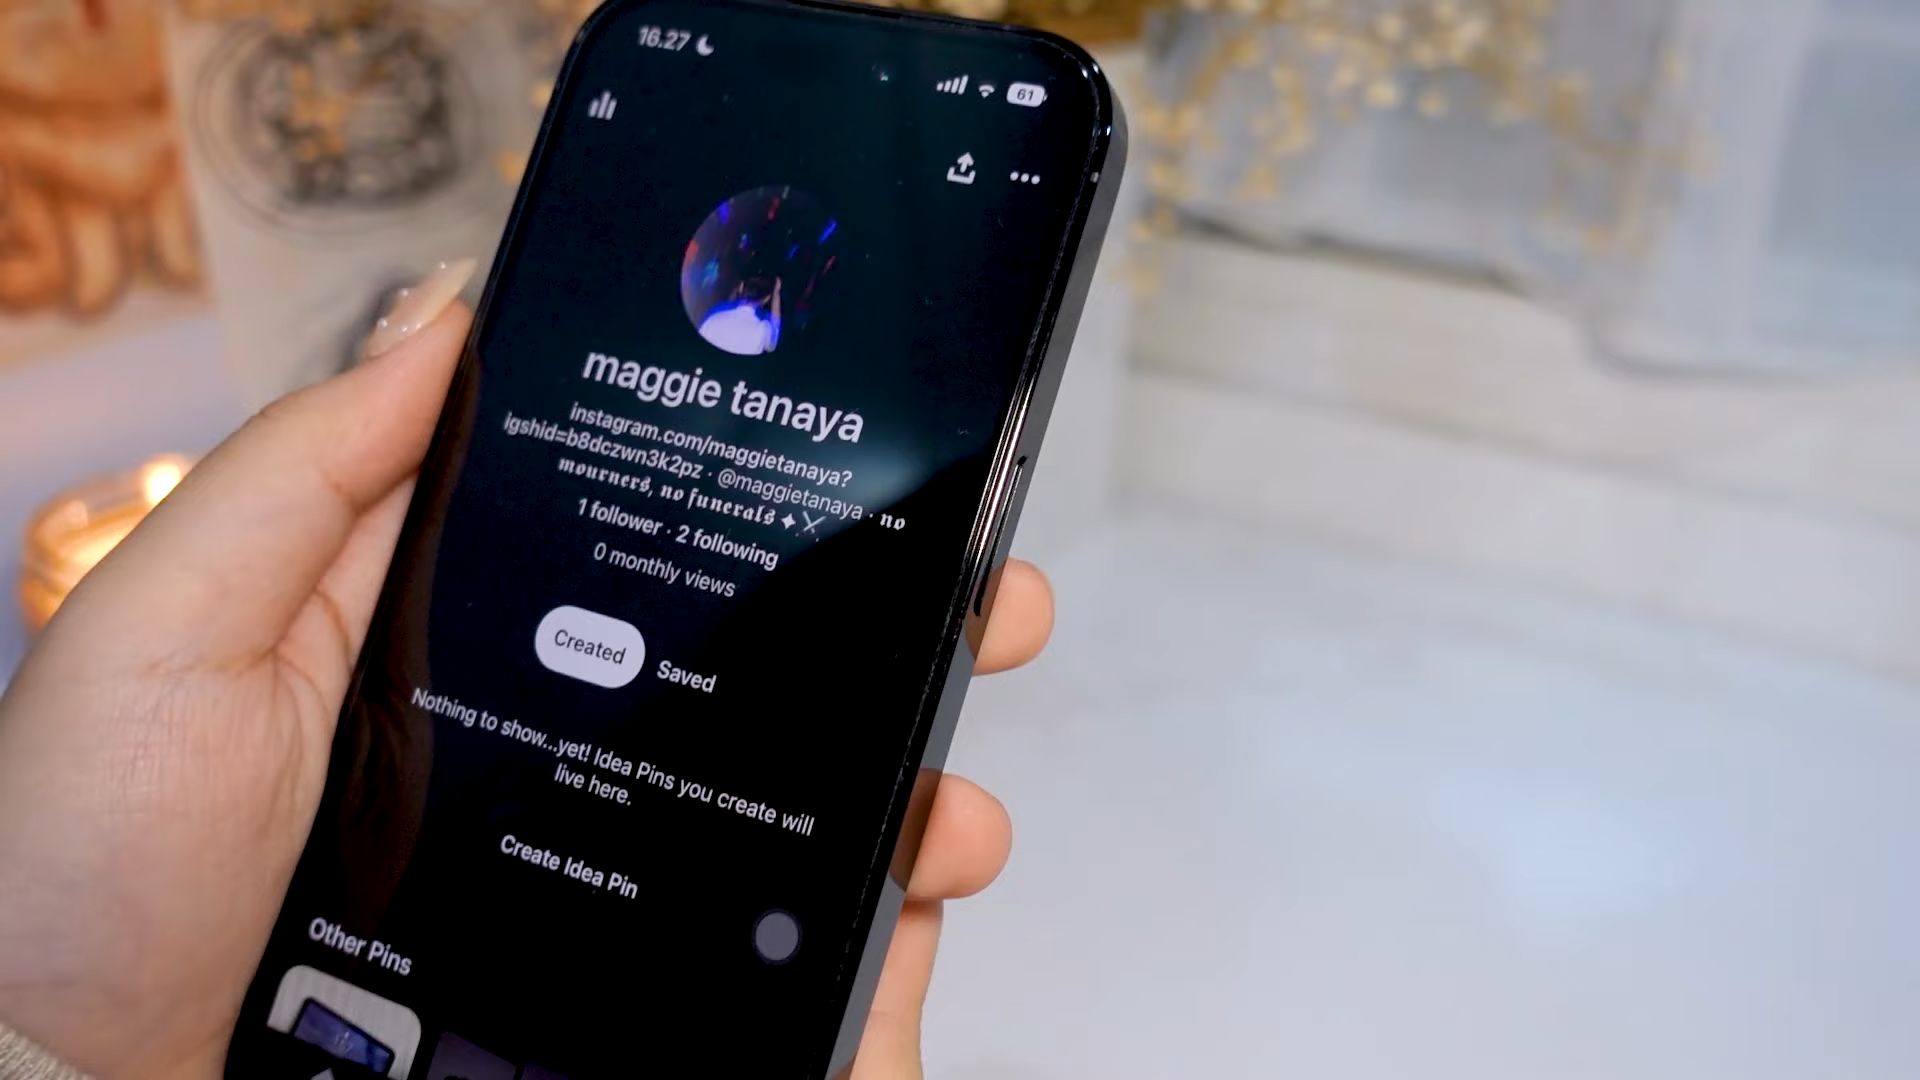 16.27
61
maggie tanaya
instagram.com/maggietanaya?
igshid=b8dczwn3k2pz · @maggietanaya · no
mourners, no funerals ✦⚔
1 follower · 2 following
0 monthly views
Created
Saved
Nothing to show...yet! Idea Pins you create will
live here.
Create Idea Pin
Other Pins